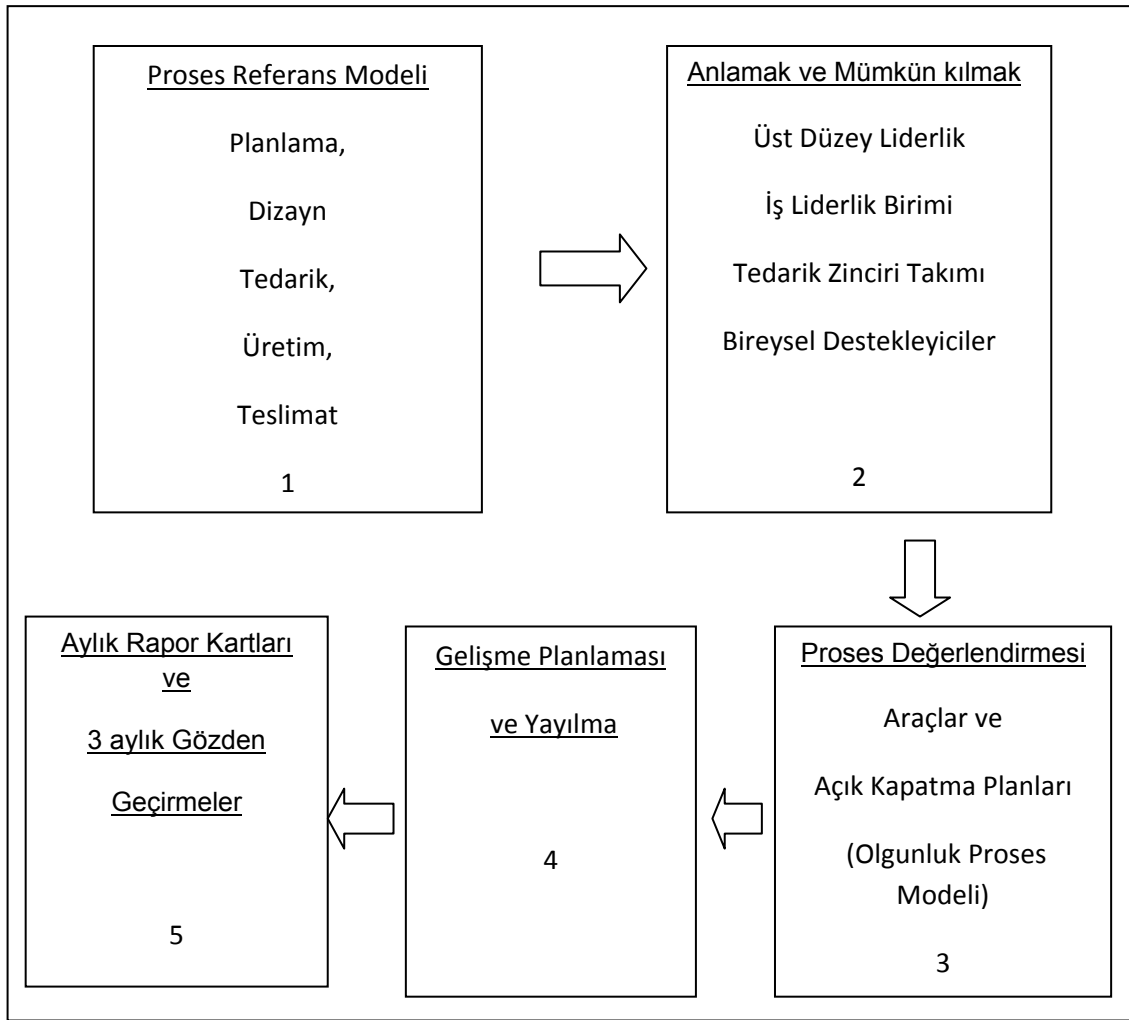 Proses Referans Modeli
Planlama,
Dizayn
Tedarik,
Üretim,
Teslimat
1
Anlamak ve Mümkün kılmak
Üst Düzey Liderlik
İş Liderlik Birimi
Tedarik Zinciri Takımı
Bireysel Destekleyiciler
2
Proses Değerlendirmesi
Araçlar ve
Açık Kapatma Planları
(Olgunluk Proses
Modeli)
3
Gelişme Planlaması
ve Yayılma
4
Aylık Rapor Kartları
ve
3 aylık Gözden
Geçirmeler
5